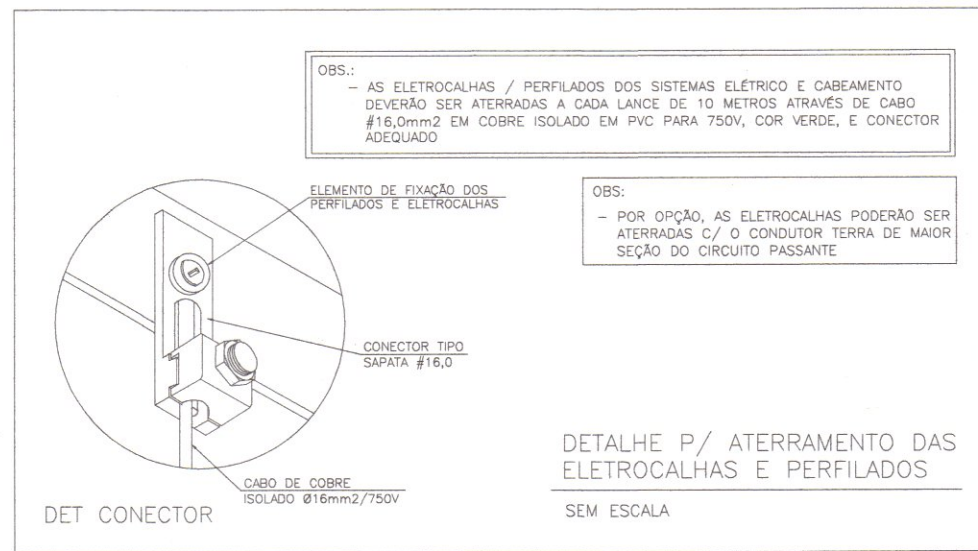 OBS.:
– AS ELETROCALHAS / PERFILADOS DOS SISTEMAS ELÉTRICO E CABEAMENTO
DEVERÃO SER ATERRADAS A CADA LANCE DE 10 METROS ATRAVÉS DE CABO
#16,0mm2 EM COBRE ISOLADO EM PVC PARA 750V, COR VERDE, E CONECTOR
ADEQUADO
ELEMENTO DE FIXAÇÃO DOS
PERFILADOS E ELETROCALHAS
OBS:
– POR OPÇÃO, AS ELETROCALHAS PODERÃO SER
ATERRADAS C/ O CONDUTOR TERRA DE MAIOR
SEÇÃO DO CIRCUITO PASSANTE
CONECTOR TIPO
SAPATA #16,0
CABO DE COBRE
ISOLADO Ø16mm2/750V
DET CONECTOR
DETALHE P/ ATERRAMENTO DAS
ELETROCALHAS E PERFILADOS
SEM ESCALA